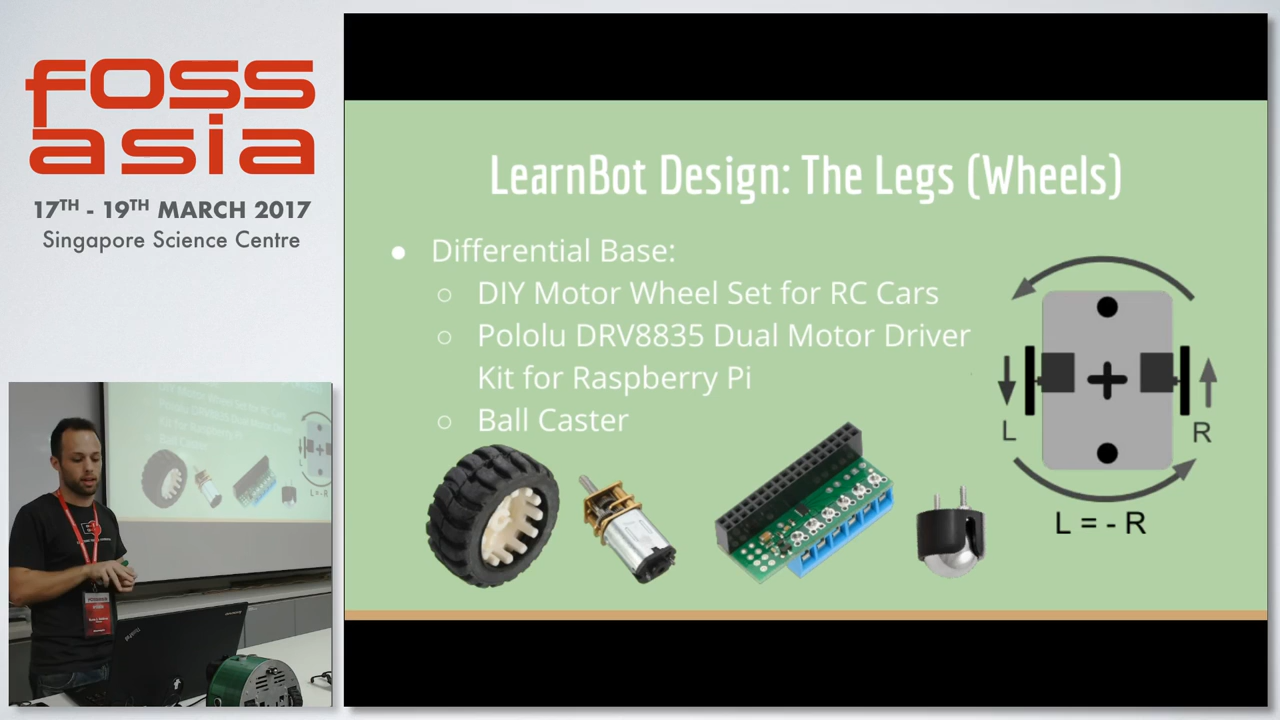 foss
asia
17TH - 19TH MARCH 2017
Singapore Science Centre
LearnBot Design: The Legs (Wheels)
● Differential Base:
○ DIY Motor Wheel Set for RC Cars
○ Pololu DRV8835 Dual Motor Driver
Kit for Raspberry Pi
○ Ball Caster
L
R
L = - R